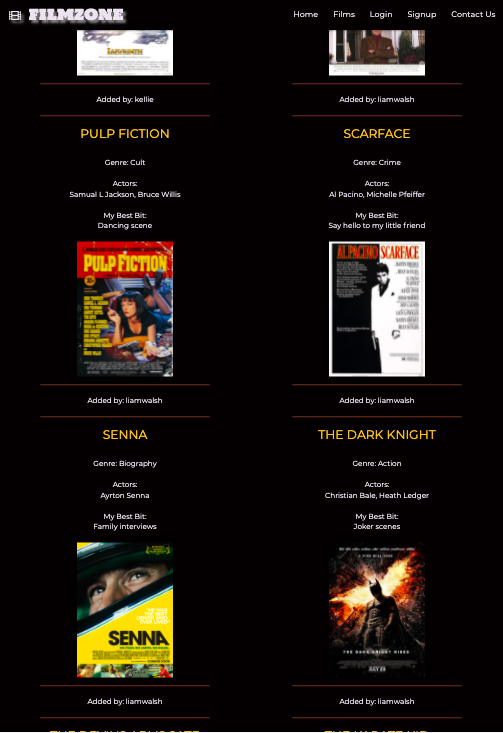 FILMZONE
Home Films Login Signup Contact Us
LABYRINTH
Added by: kellie
Added by: liamwalsh
PULP FICTION
Genre: Cult
Actors:
Samual L Jackson, Bruce Willis
My Best Bit:
Dancing scene
PULP FICTION
Added by: liamwalsh
SCARFACE
Genre: Crime
Actors:
Al Pacino, Michelle Pfeiffer
My Best Bit:
Say hello to my little friend
AL PACINO SCARFACE
Added by: liamwalsh
SENNA
Genre: Biography
Actors:
Ayrton Senna
My Best Bit:
Family interviews
SENNA
Added by: liamwalsh
THE DARK KNIGHT
Genre: Action
Actors:
Christian Bale, Heath Ledger
My Best Bit:
Joker scenes
THE DARK KNIGHT RISES
Added by: liamwalsh